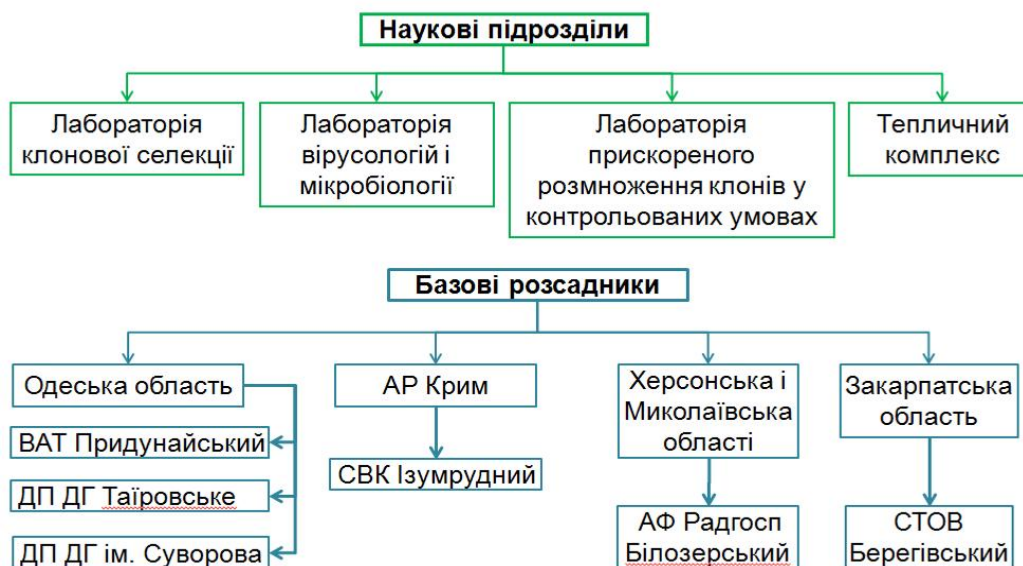 Наукові підрозділи
Лабораторія
клонової селекції
Лабораторія
вірусологій і
мікробіології
Лабораторія
прискореного
розмноження клонів у
контрольованих умовах
Тепличний
комплекс
Базові розсадники
Одеська область
ВАТ Придунайський
ДП ДГ Таїровське
ДП ДГ ім. Суворова
АР Крим
СВК Ізумрудний
Херсонська і
Миколаївська
області
АФ Радгосп
Білозерський
Закарпатська
область
СТОВ
Берегівський